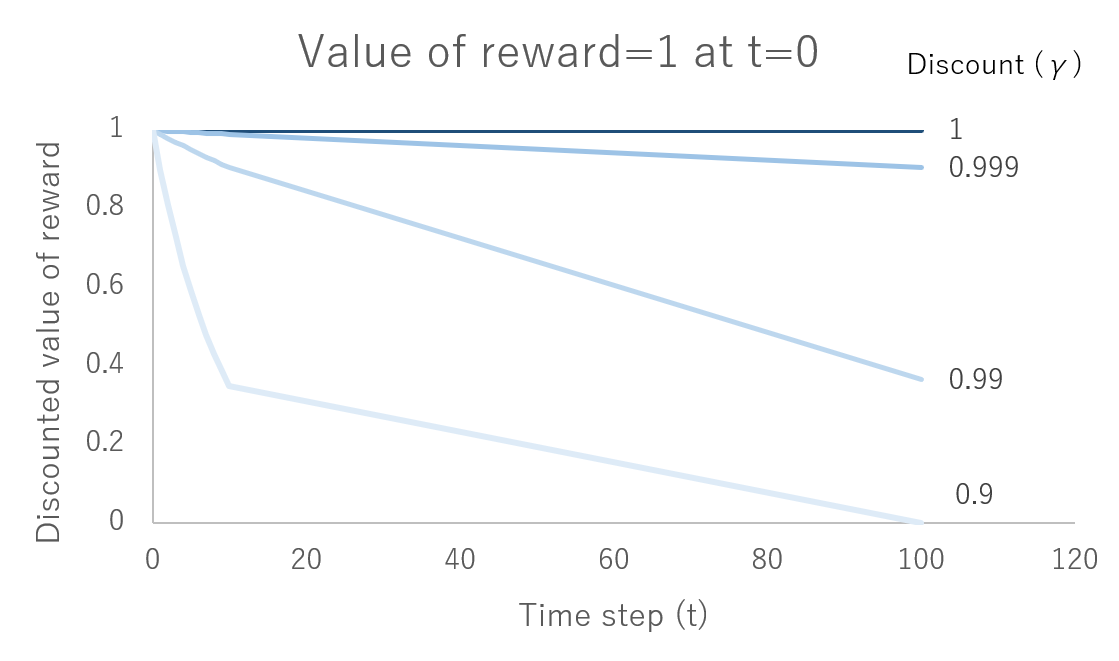 Value of reward=1 at t=0
Discount (γ)
Discounted value of reward
1
0.8
0.6
0.4
0.2
0
1
0.999
0.99
0.9
0 20 40 60 80 100 120
Time step (t)